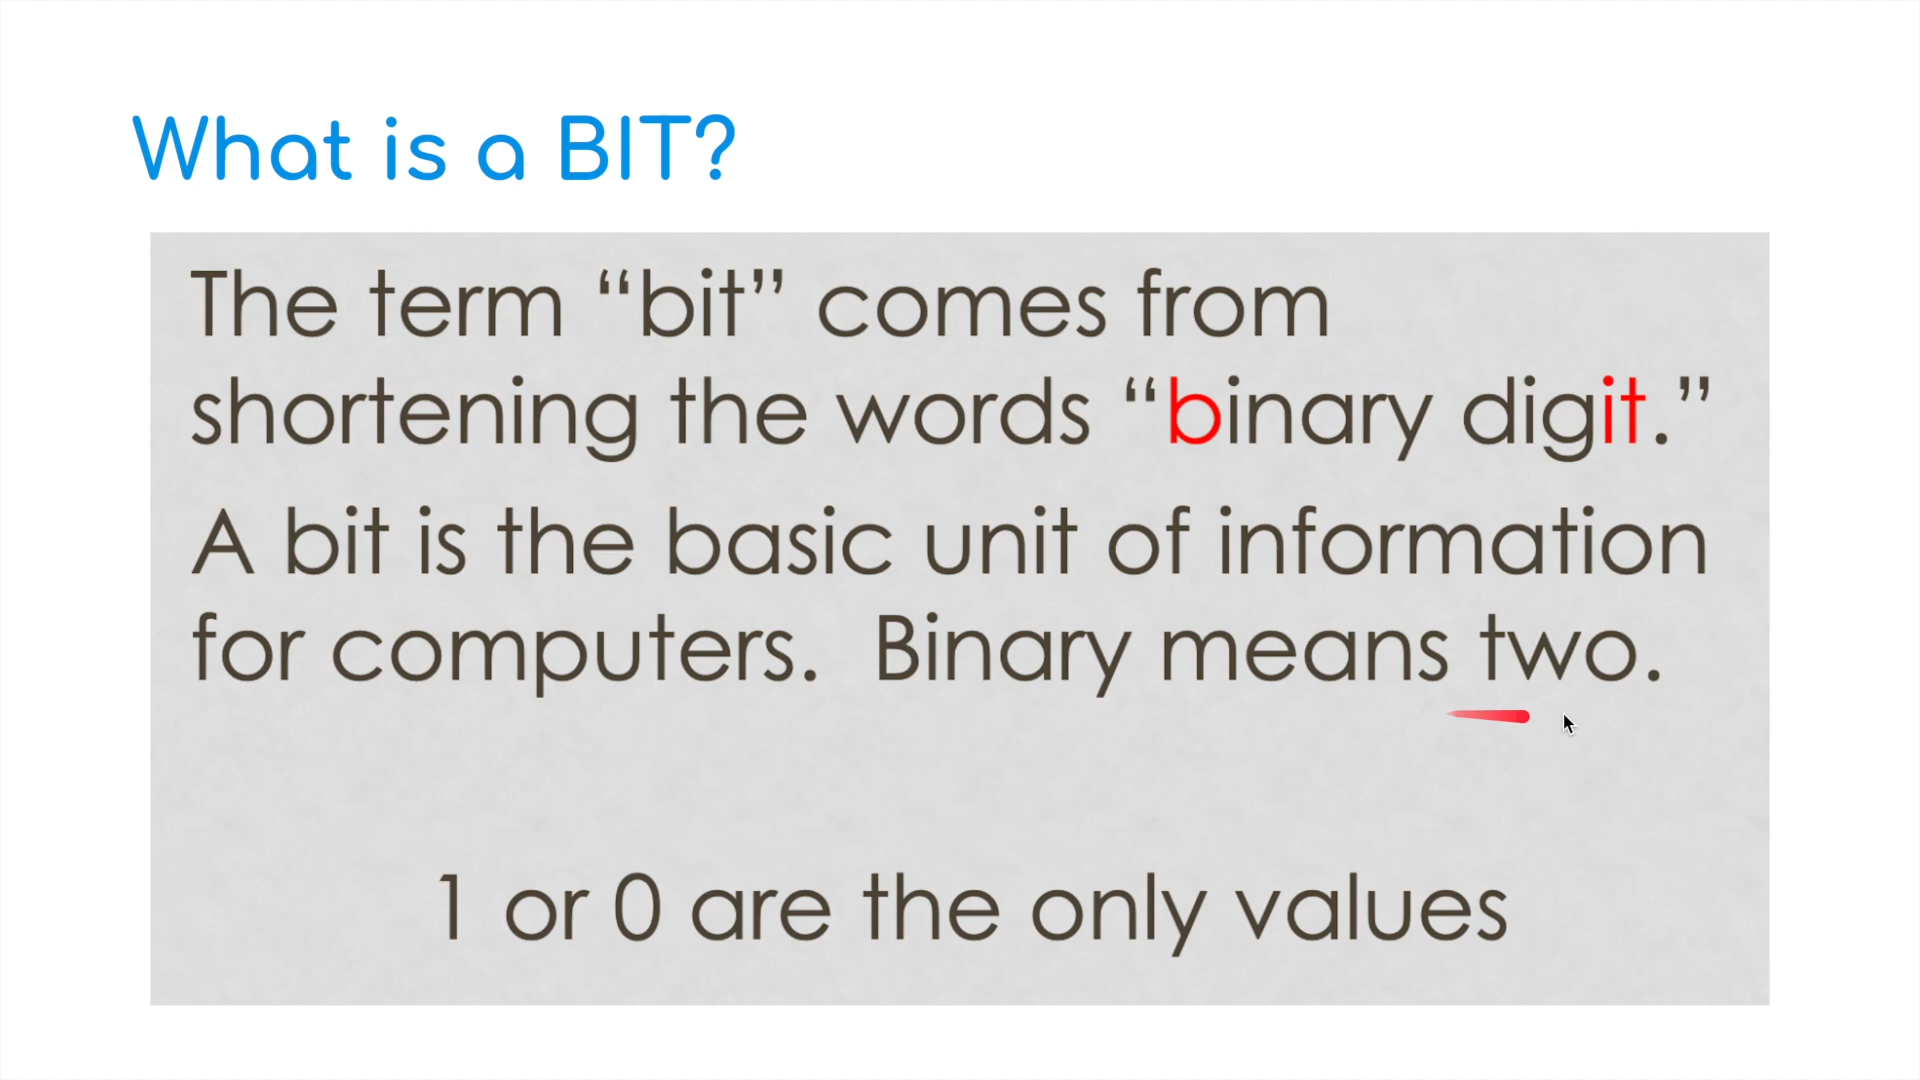 What is a BIT?
The term “bit” comes from
shortening the words “binary digit.”
A bit is the basic unit of information
for computers.  Binary means two.
1 or 0 are the only values